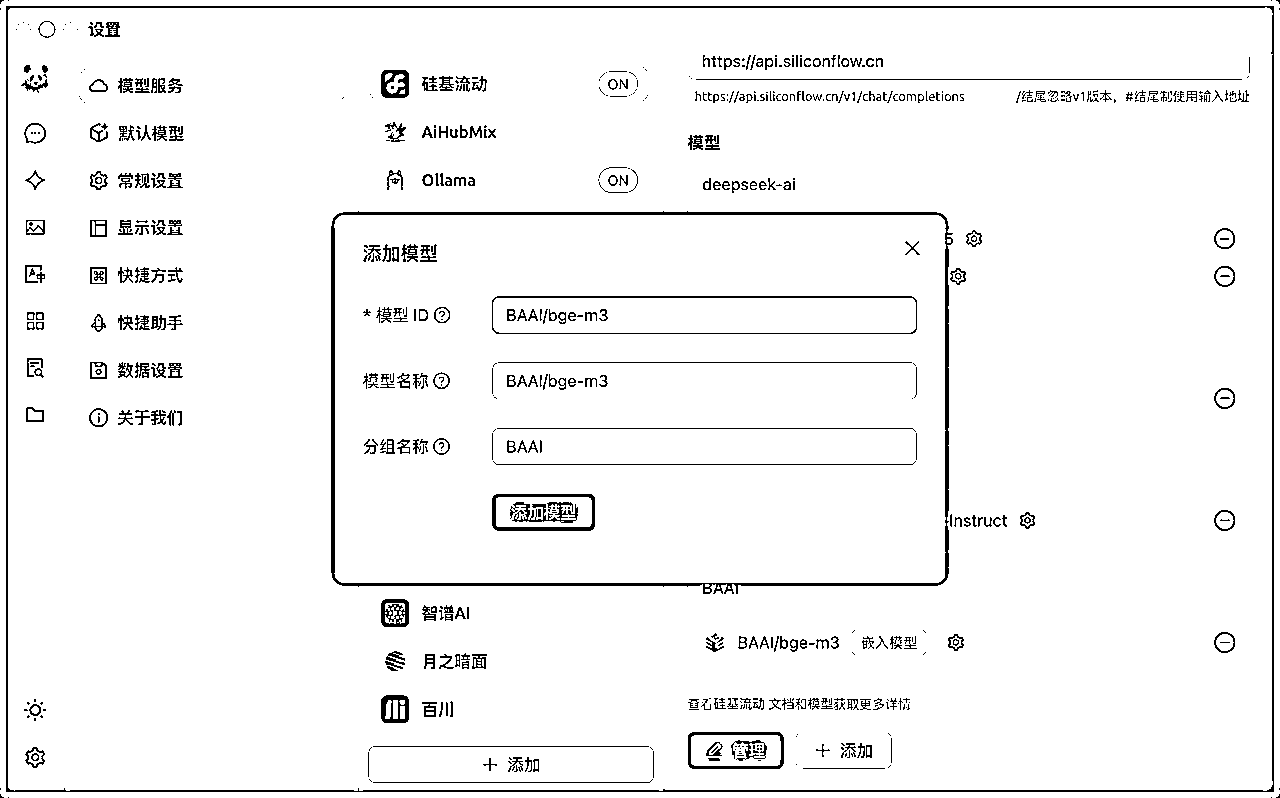 设置
模型服务
默认模型
常规设置
显示设置
快捷方式
快捷助手
数据设置
关于我们
硅基流动 ON
AiHubMix
Ollama ON
智谱AI
月之暗面
百川
添加
https://api.siliconflow.cn
https://api.siliconflow.cn/v1/chat/completions /结尾忽略v1版本，#结尾制使用输入地址
模型
deepseek-ai
5
Instruct
BAAI
BAAI/bge-m3 嵌入模型
查看硅基流动 文档和模型获取更多详情
管理 添加
添加模型
* 模型 ID BAAI/bge-m3
模型名称 BAAI/bge-m3
分组名称 BAAI
添加模型